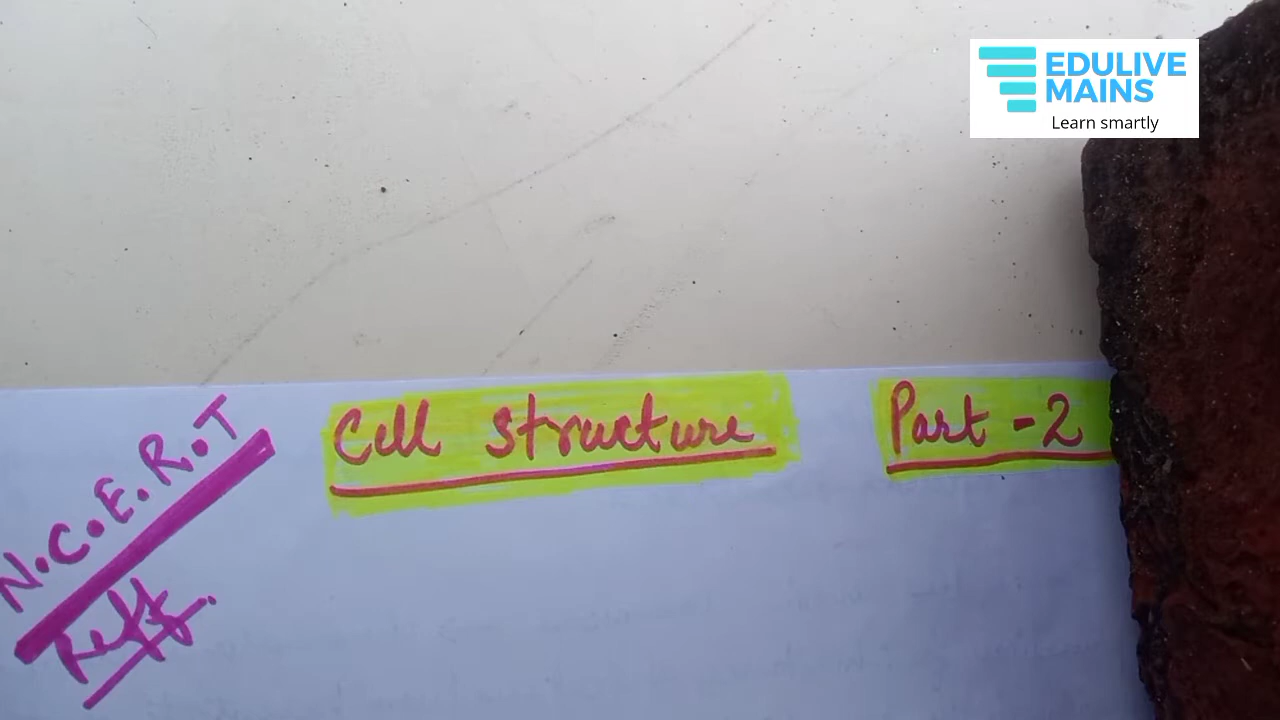 EDULIVE
MAINS
Learn smartly
Cell structure Part-2
N.C.E.R.T
Reff.